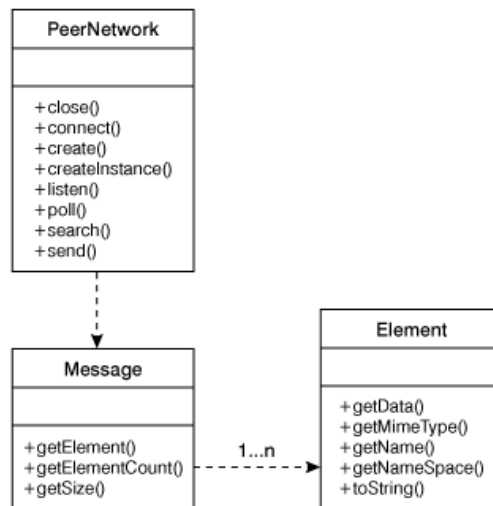 PeerNetwork
+close()
+connect()
+create()
+createInstance()
+listen()
+poll()
+search()
+send()
Message
+getElement()
+getElementCount()
+getSize()
1...n
Element
+getData()
+getMimeType()
+getName()
+getNameSpace()
+toString()